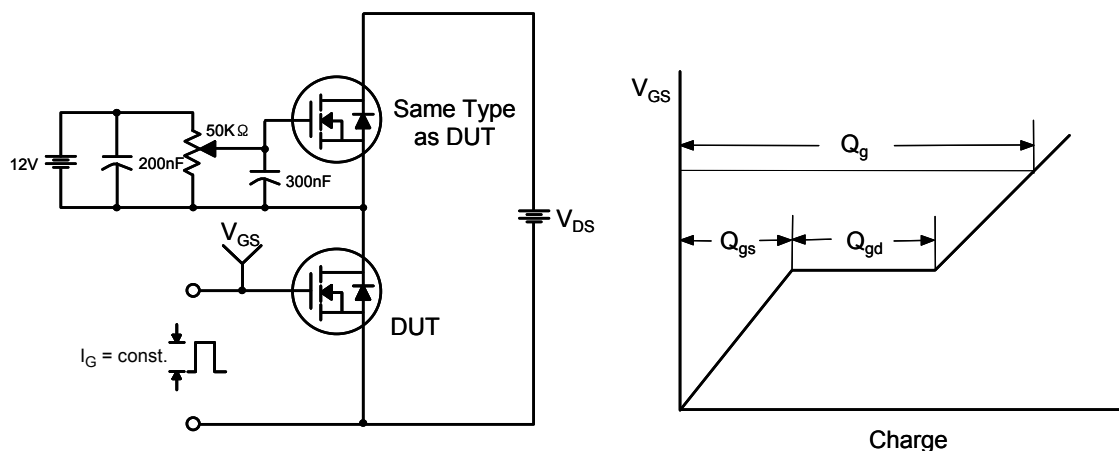 12V
200nF
50KΩ
300nF
Same Type
as DUT
V_DS
V_GS
DUT
I_G = const.
V_GS
Q_g
Q_gs
Q_gd
Charge